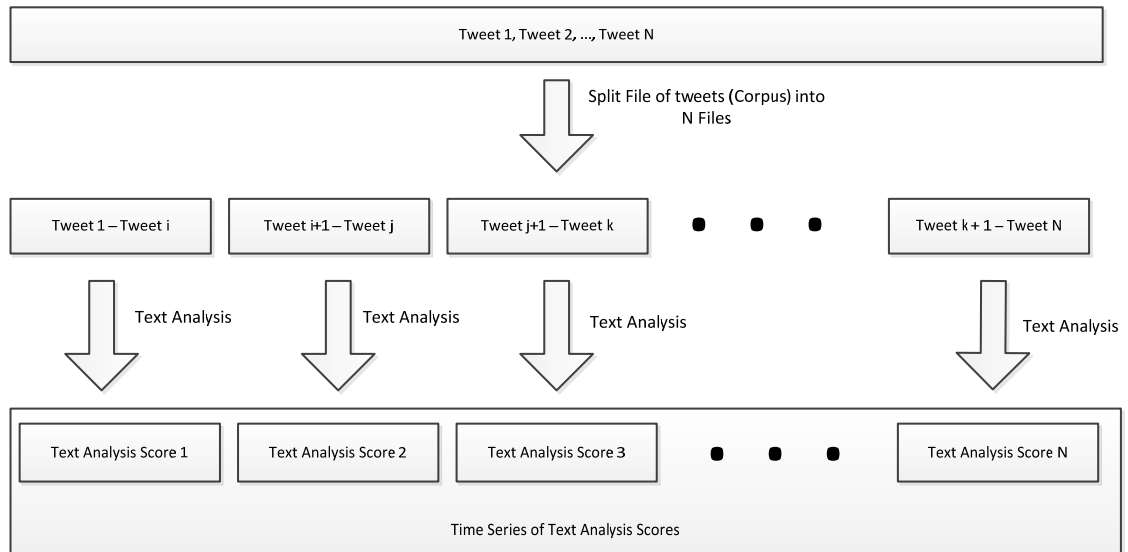 Tweet 1, Tweet 2, ..., Tweet N
Split File of tweets (Corpus) into
N Files
Tweet 1 – Tweet i
Tweet i+1 – Tweet j
Tweet j+1 – Tweet k
Tweet k + 1 – Tweet N
Text Analysis
Text Analysis
Text Analysis
Text Analysis
Text Analysis Score 1
Text Analysis Score 2
Text Analysis Score 3
Text Analysis Score N
Time Series of Text Analysis Scores